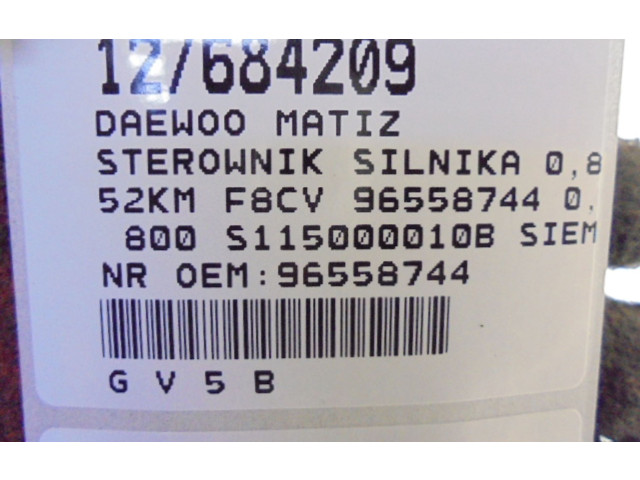 127684209
DAEWOO MATIZ
STEROWNIK SILNIKA 0,8
52KM F8CV 96558744 0,
800 S115000010B SIEM
NR OEM:96558744
G V 5 B